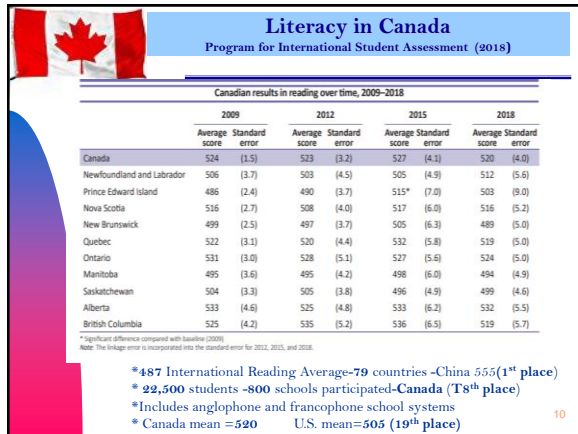 Literacy in Canada
Program for International Student Assessment (2018)
Canadian results in reading over time, 2009–2018
2009 2012 2015 2018
Average Standard Average Standard Average Standard Average Standard
score error score error score error score error
Canada 524 (1.5) 523 (3.2) 527 (4.1) 520 (4.0)
Newfoundland and Labrador 506 (3.7) 503 (4.5) 505 (4.9) 512 (5.6)
Prince Edward Island 486 (2.4) 490 (3.7) 515* (7.0) 503 (9.0)
Nova Scotia 516 (2.7) 508 (4.0) 517 (6.0) 516 (5.2)
New Brunswick 499 (2.5) 497 (3.7) 505 (6.3) 489 (5.0)
Quebec 522 (3.1) 520 (4.4) 532 (5.8) 519 (5.0)
Ontario 531 (3.0) 528 (5.1) 527 (5.6) 524 (5.0)
Manitoba 495 (3.6) 495 (4.2) 498 (6.0) 494 (4.9)
Saskatchewan 504 (3.3) 505 (3.8) 496 (4.9) 499 (4.6)
Alberta 533 (4.6) 525 (4.8) 533 (6.2) 532 (5.5)
British Columbia 525 (4.2) 535 (5.2) 536 (6.5) 519 (5.7)
* Significant difference compared with baseline (2009)
Note: The linkage error is incorporated into the standard error for 2012, 2015, and 2018.
*487 International Reading Average-79 countries -China 555(1st place)
* 22,500 students -800 schools participated-Canada (T8th place)
*Includes anglophone and francophone school systems
* Canada mean =520 U.S. mean=505 (19th place)
10